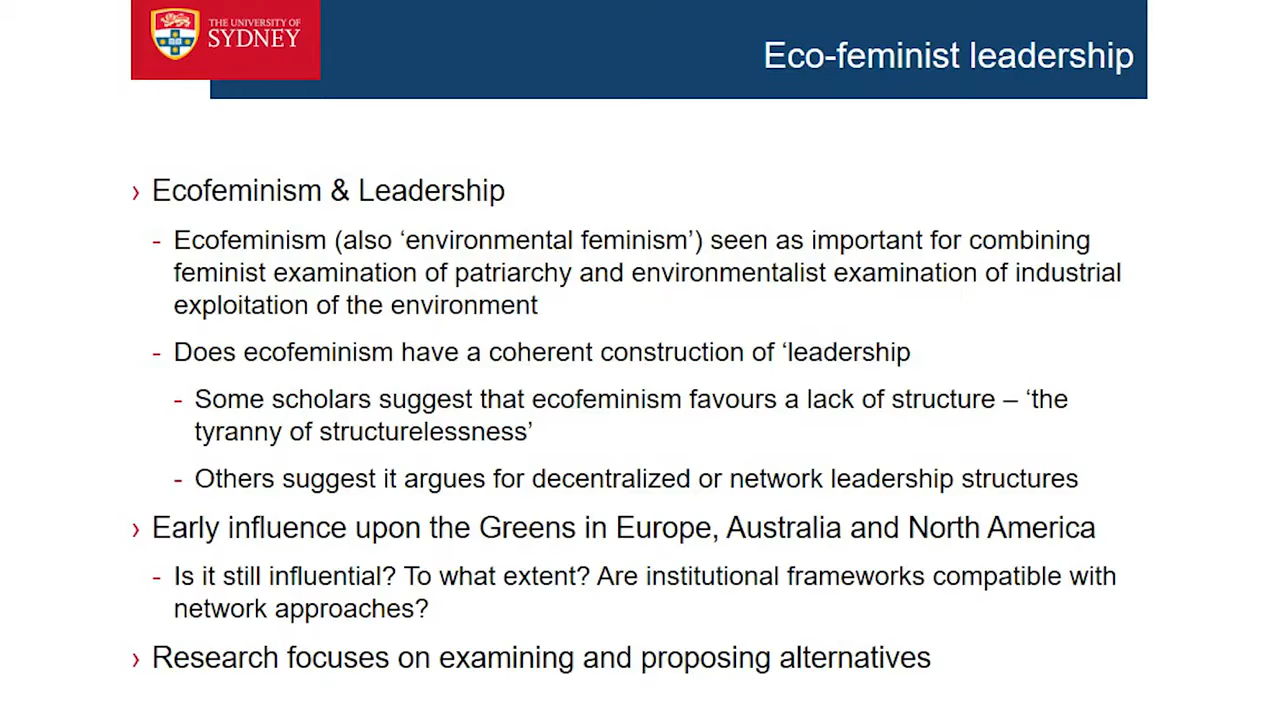 THE UNIVERSITY OF
SYDNEY
Eco-feminist leadership
› Ecofeminism & Leadership
- Ecofeminism (also ‘environmental feminism’) seen as important for combining
feminist examination of patriarchy and environmentalist examination of industrial
exploitation of the environment
- Does ecofeminism have a coherent construction of ‘leadership
- Some scholars suggest that ecofeminism favours a lack of structure – ‘the
tyranny of structurelessness’
- Others suggest it argues for decentralized or network leadership structures
› Early influence upon the Greens in Europe, Australia and North America
- Is it still influential? To what extent? Are institutional frameworks compatible with
network approaches?
› Research focuses on examining and proposing alternatives